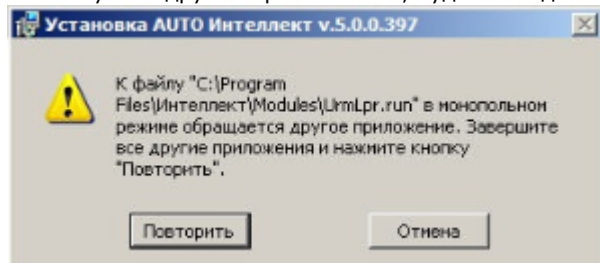 Установка AUTO Интеллект v.5.0.0.397
К файлу "C:\Program
Files\Интеллект\Modules\UrmLpr.run" в монопольном
режиме обращается другое приложение. Завершите
все другие приложения и нажмите кнопку
"Повторить".
Повторить Отмена